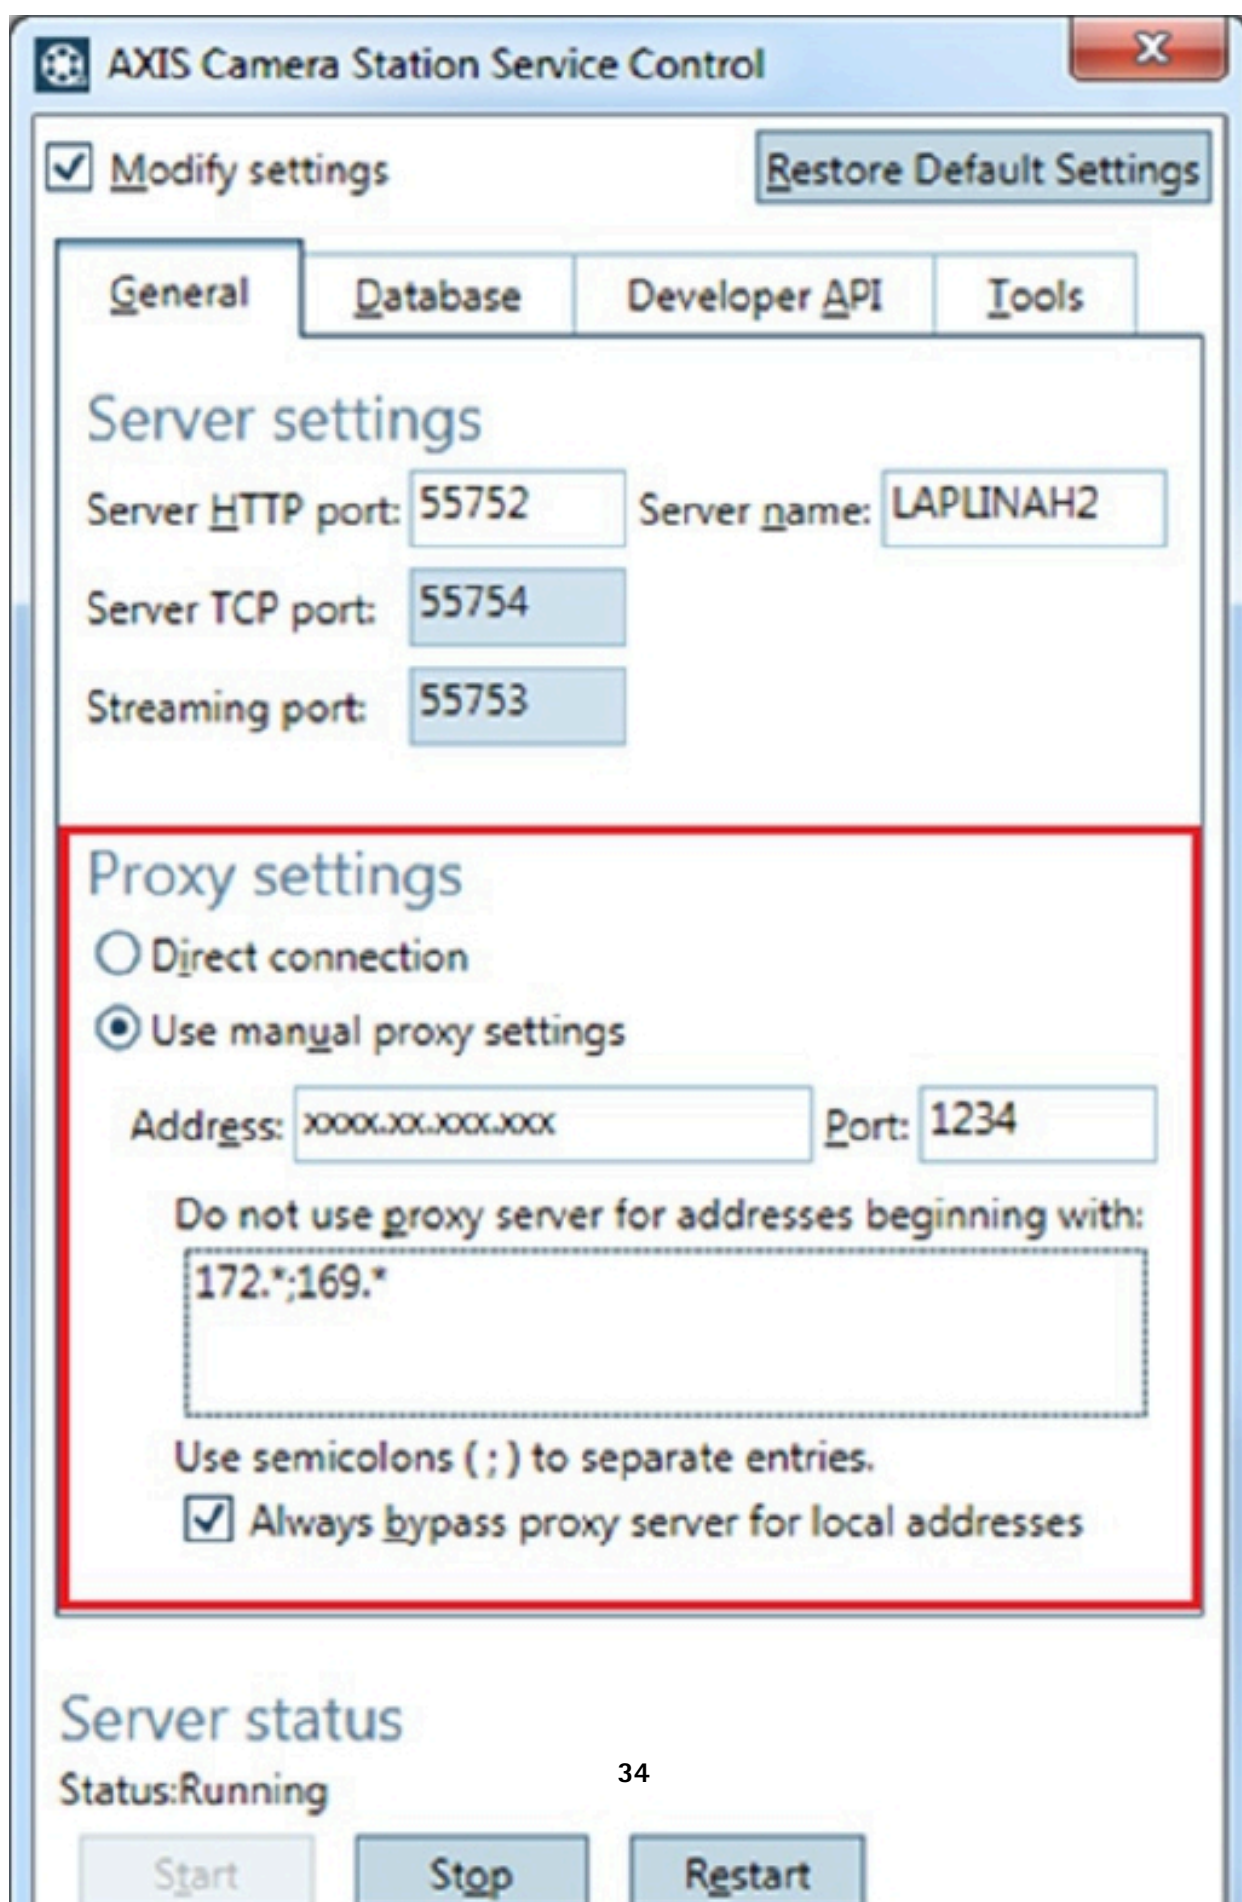 AXIS Camera Station Service Control
Modify settings
Restore Default Settings
General Database Developer API Tools
Server settings
Server HTTP port: 55752 Server name: LAPLINAH2
Server TCP port: 55754
Streaming port: 55753
Proxy settings
Direct connection
Use manual proxy settings
Address: xxxx.xx.xxx.xxx Port: 1234
Do not use proxy server for addresses beginning with:
172.*;169.*
Use semicolons ( ; ) to separate entries.
Always bypass proxy server for local addresses
Server status
34
Status:Running
Start Stop Restart